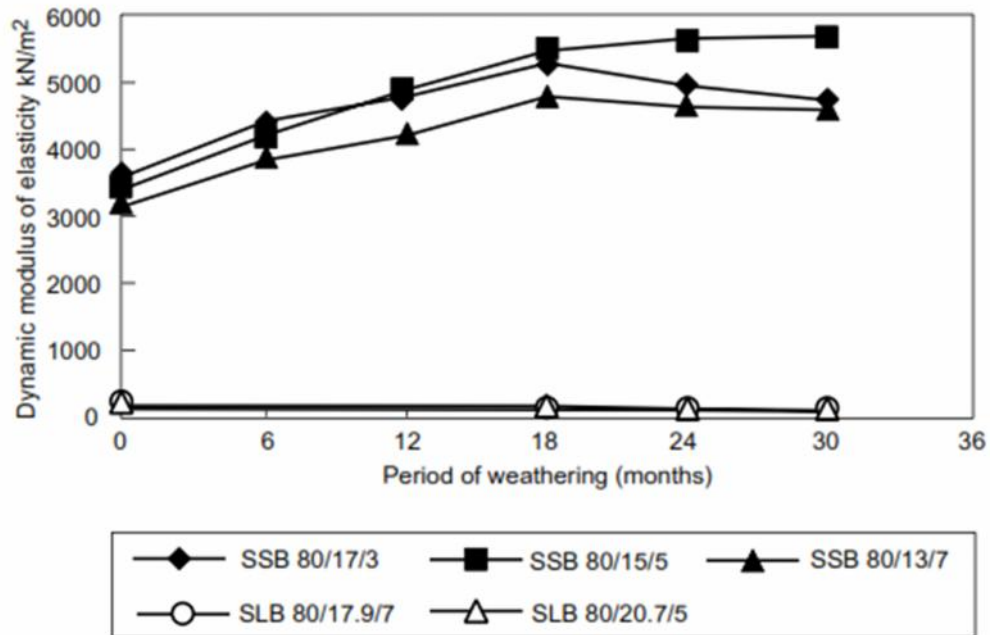 Dynamic modulus of elasticity kN/m²
6000
5000
4000
3000
2000
1000
0
0 6 12 18 24 30 36
Period of weathering (months)
SSB 80/17/3 SSB 80/15/5 SSB 80/13/7
SLB 80/17.9/7 SLB 80/20.7/5